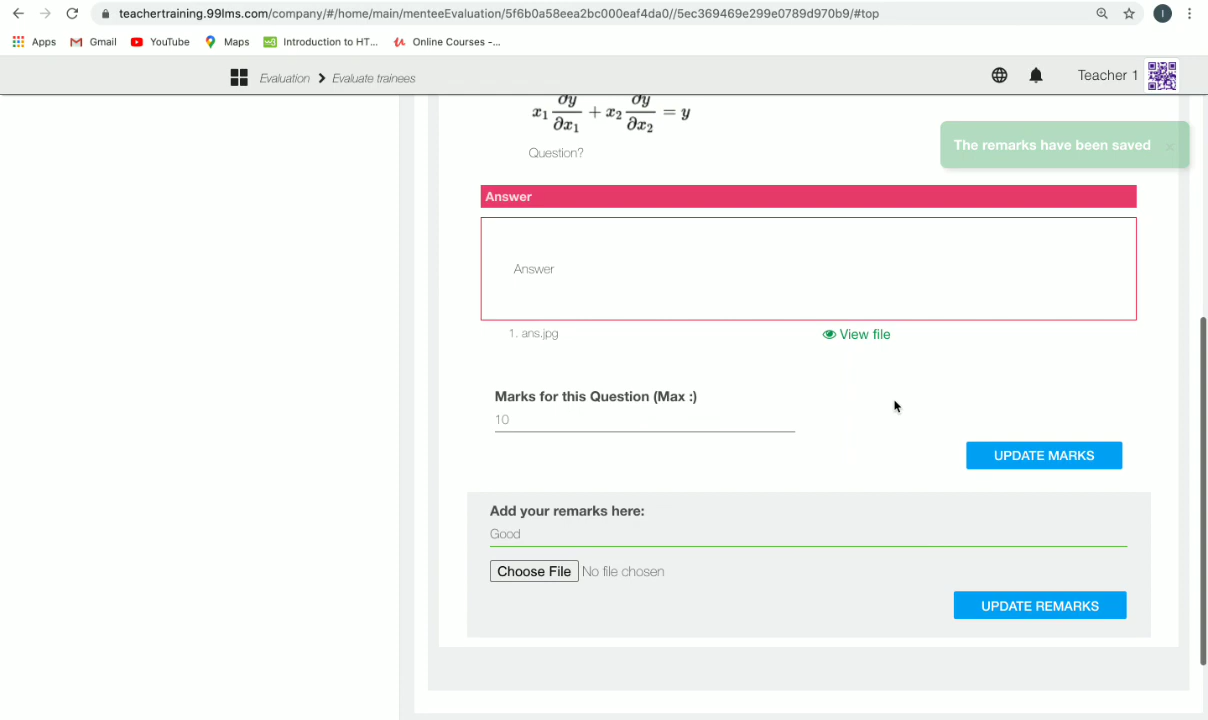 teachertraining.99lms.com/company/#/home/main/menteeEvaluation/5f6b0a58eea2bc000eaf4da0//5ec369469e299e0789d970b9/#top
I
Apps Gmail YouTube Maps Introduction to HT... Online Courses –...
Evaluation Evaluate trainees Teacher 1
x₁ ∂y/∂x₁ + x₂ ∂y/∂x₂ = y
Question?
The remarks have been saved ×
Answer
Answer
1. ans.jpg View file
Marks for this Question (Max :)
10
UPDATE MARKS
Add your remarks here:
Good
Choose File No file chosen
UPDATE REMARKS